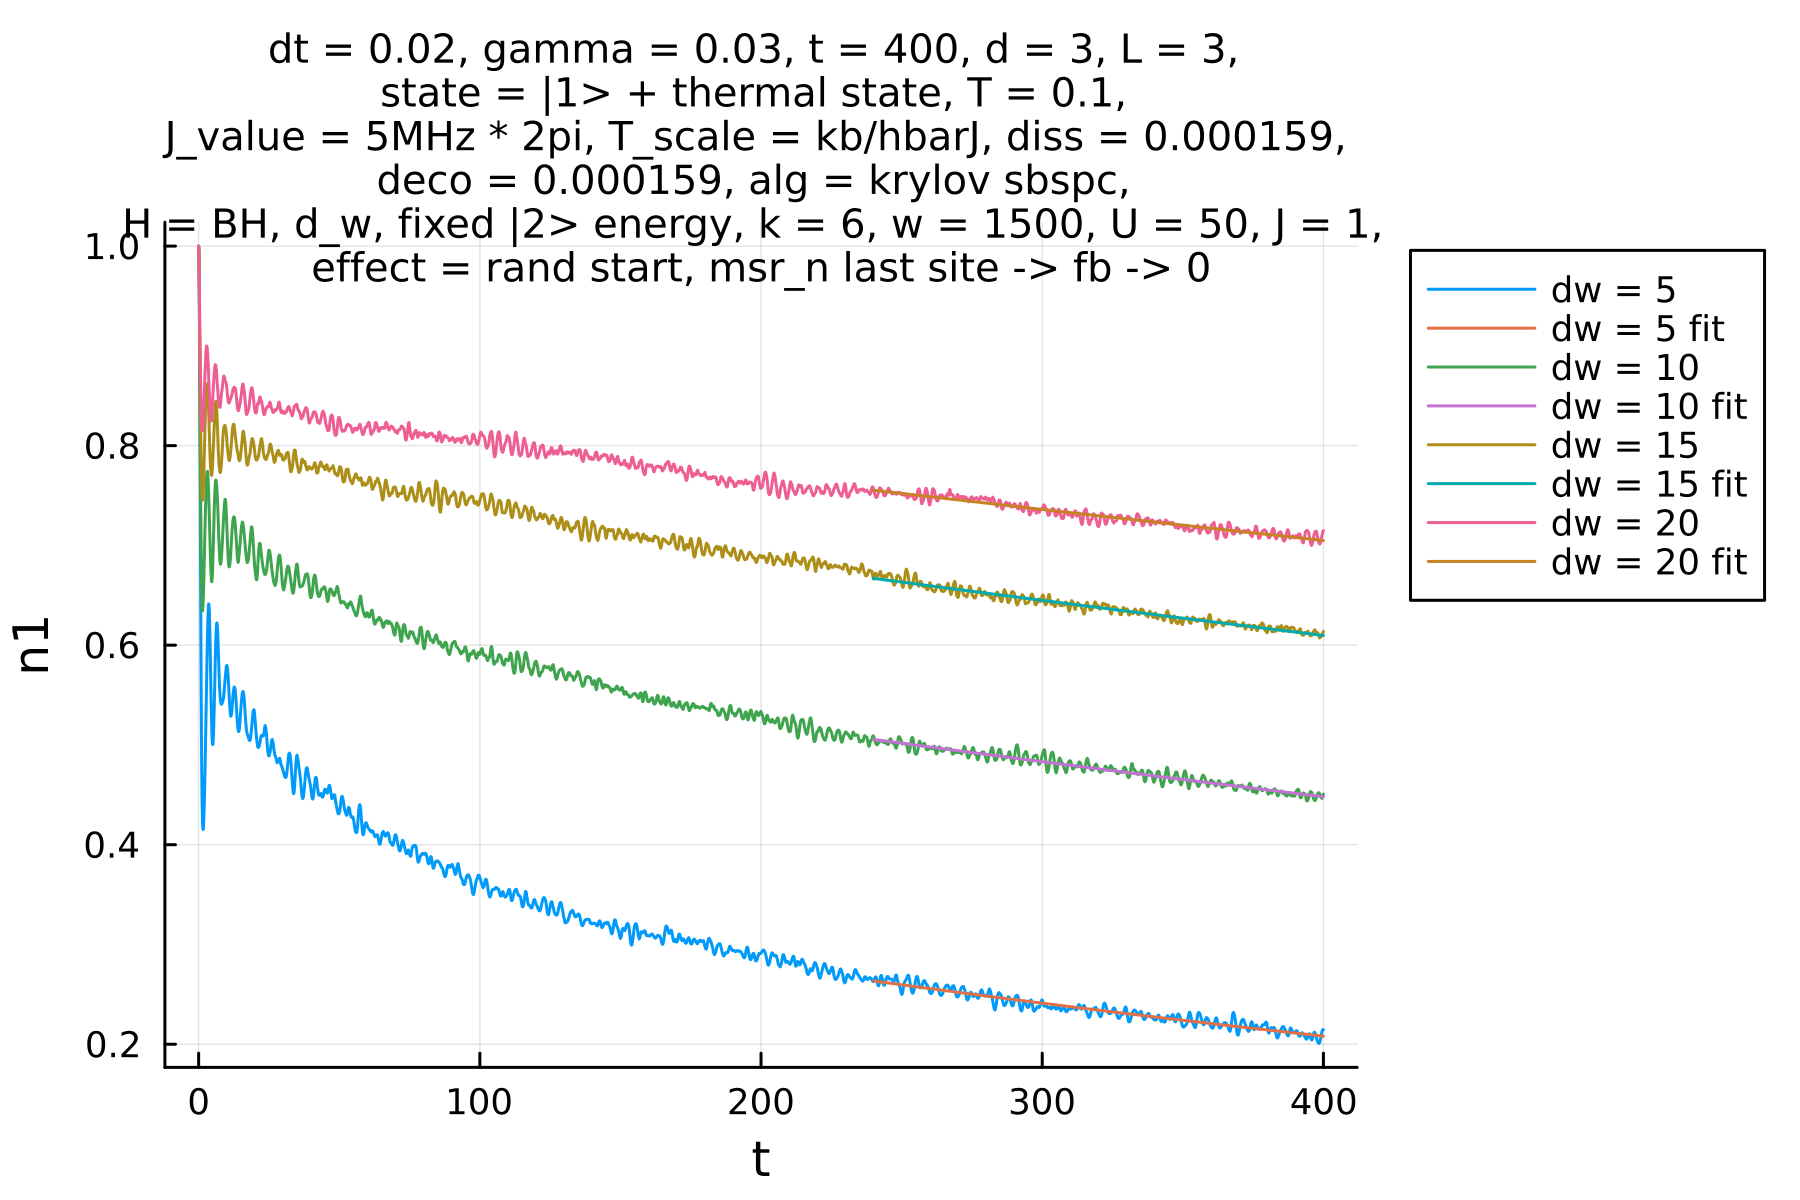 dt = 0.02, gamma = 0.03, t = 400, d = 3, L = 3,
state = |1> + thermal state, T = 0.1,
J_value = 5MHz * 2pi, T_scale = kb/hbarJ, diss = 0.000159,
deco = 0.000159, alg = krylov sbspc,
H = BH, d_w, fixed |2> energy, k = 6, w = 1500, U = 50, J = 1,
effect = rand start, msr_n last site -> fb -> 0
1.0
0.8
0.6
0.4
0.2
n1
0
100
200
300
400
t
dw = 5
dw = 5 fit
dw = 10
dw = 10 fit
dw = 15
dw = 15 fit
dw = 20
dw = 20 fit